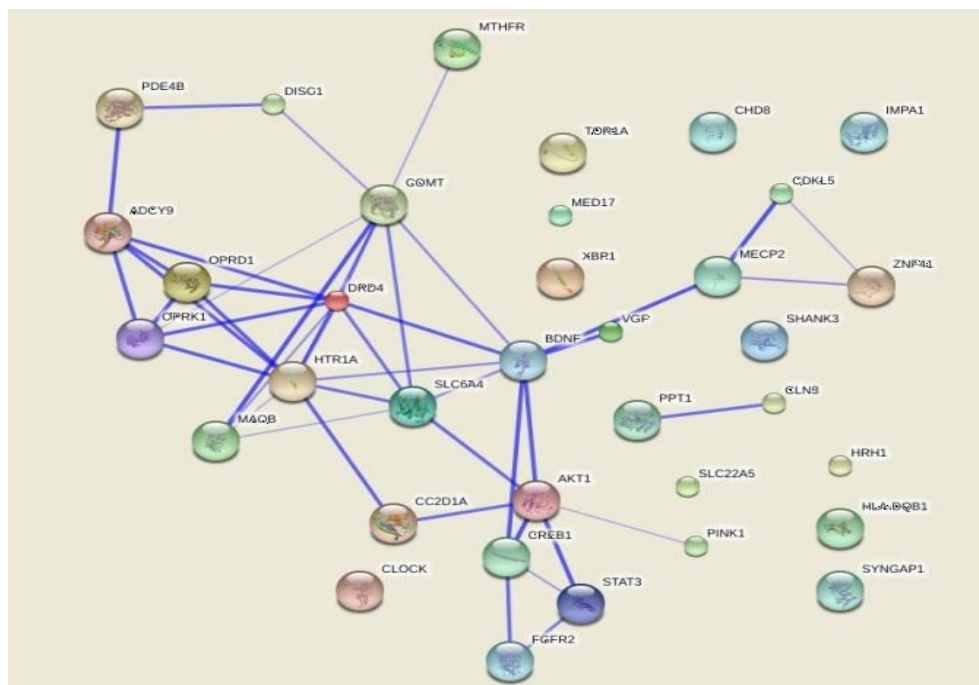 MTHFR
PDE4B
DISC1
CHD8
IMPA1
TOR1A
COMT
CDKL5
MED17
ADCY9
MECP2
XBP1
OPRD1
ZNF41
DRD4
OPRK1
VGF
SHANK3
BDNF
HTR1A
SLC6A4
CLN8
PPT1
MAOB
HRH1
SLC22A5
AKT1
CC2D1A
HLA-DQB1
CREB1
PINK1
CLOCK
SYNGAP1
STAT3
FGFR2